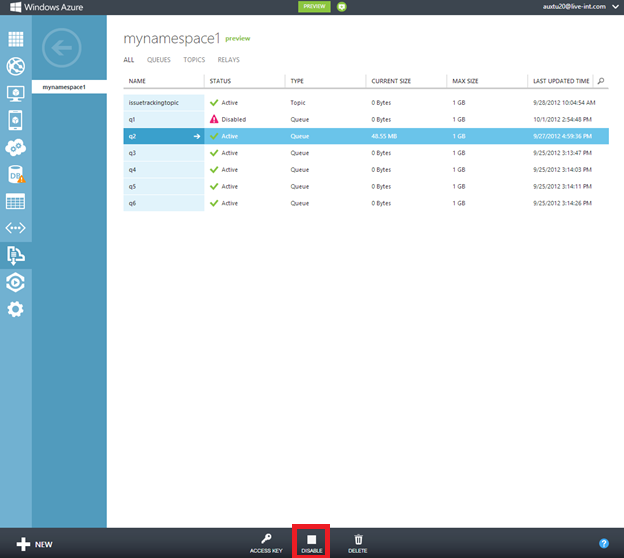 Windows Azure PREVIEW auxtu20@live-int.com
mynamespace1 preview
ALL QUEUES TOPICS RELAYS
mynamespace1
NAME STATUS TYPE CURRENT SIZE MAX SIZE LAST UPDATED TIME
issuetrackingtopic Active Topic 0 Bytes 1 GB 9/28/2012 10:04:54 AM
q1 Disabled Queue 0 Bytes 1 GB 10/1/2012 2:54:48 PM
q2 Active Queue 48.55 MB 1 GB 9/27/2012 4:59:36 PM
q3 Active Queue 0 Bytes 1 GB 9/25/2012 3:13:47 PM
q4 Active Queue 0 Bytes 1 GB 9/25/2012 3:14:03 PM
q5 Active Queue 0 Bytes 1 GB 9/25/2012 3:14:11 PM
q6 Active Queue 0 Bytes 1 GB 9/25/2012 3:14:26 PM
DB
NEW ACCESS KEY DISABLE DELETE ?